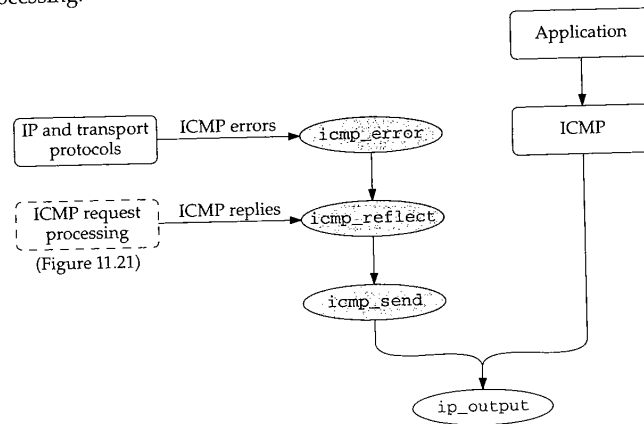 Application
IP and transport
protocols
ICMP errors
icmp_error
ICMP
ICMP request
processing
ICMP replies
icmp_reflect
(Figure 11.21)
icmp_send
ip_output